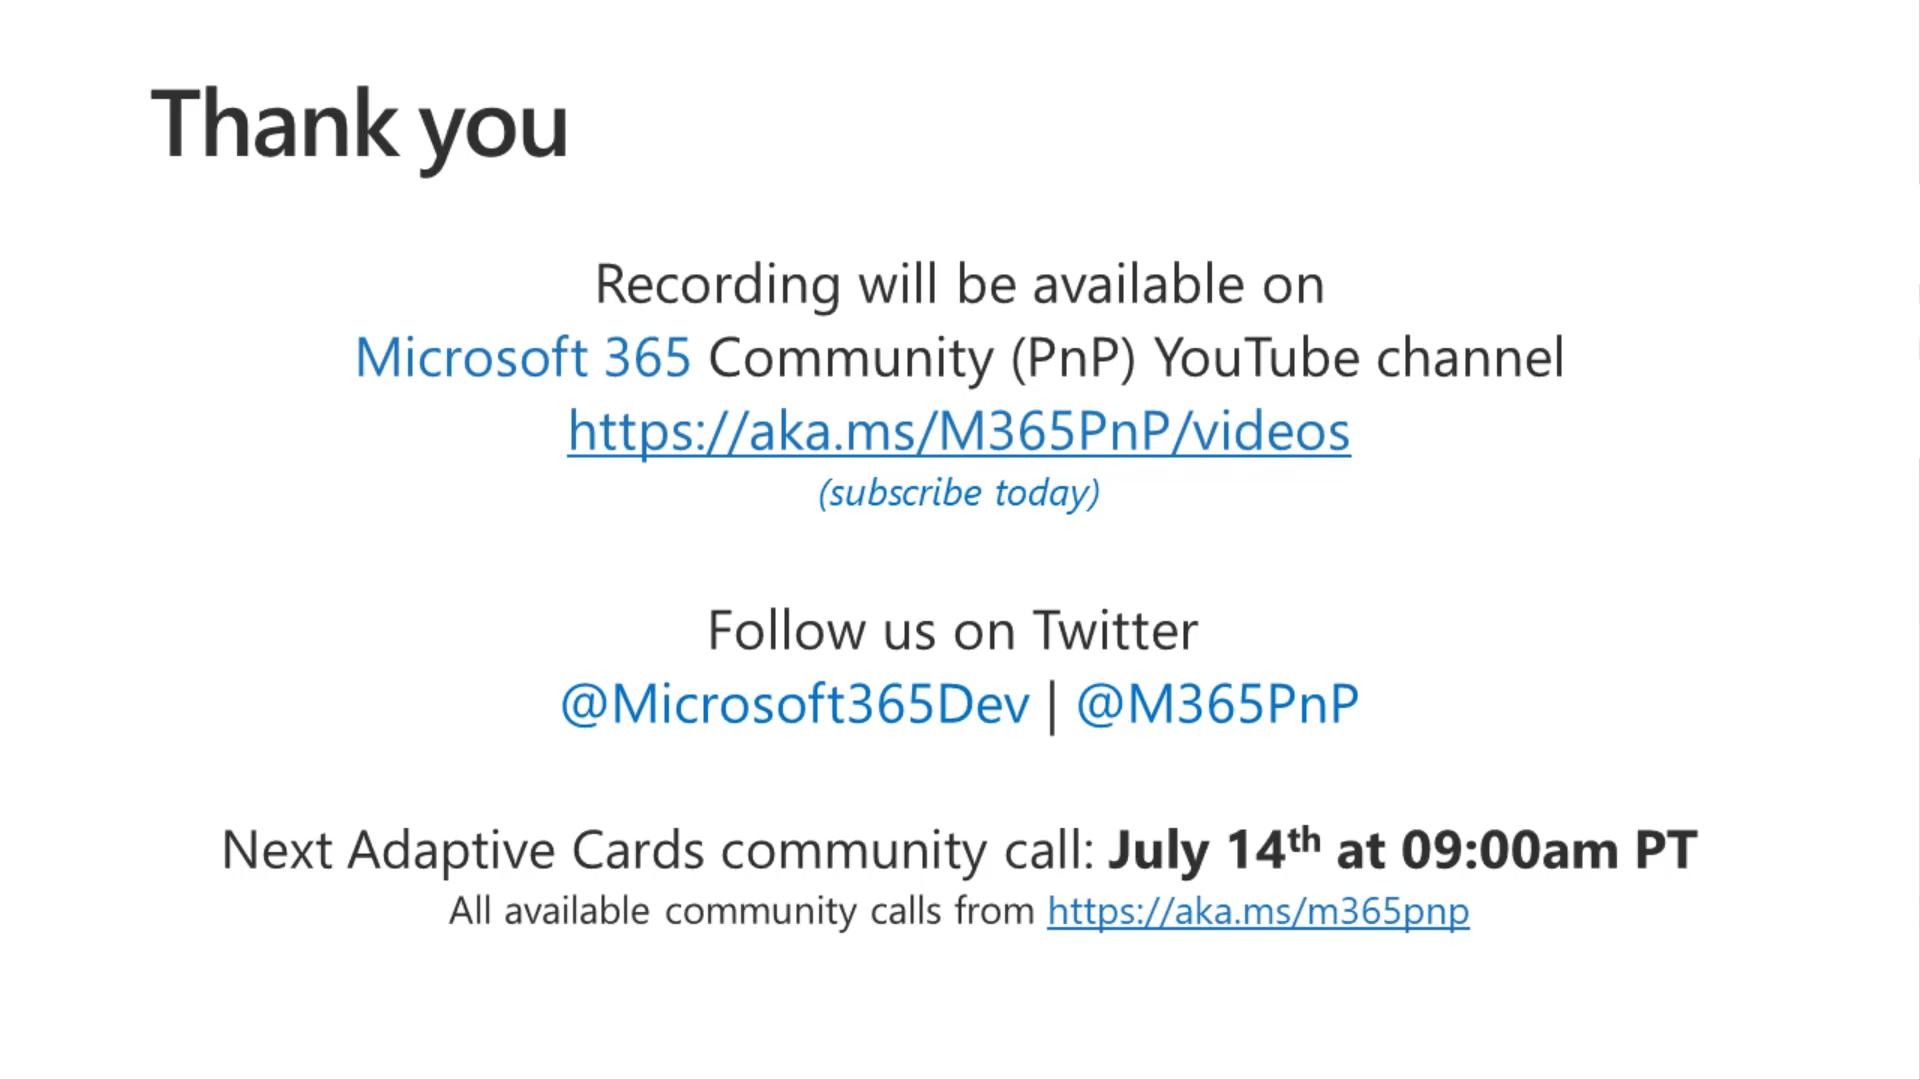 Thank you
Recording will be available on
Microsoft 365 Community (PnP) YouTube channel
https://aka.ms/M365PnP/videos
(subscribe today)
Follow us on Twitter
@Microsoft365Dev | @M365PnP
Next Adaptive Cards community call: July 14th at 09:00am PT
All available community calls from https://aka.ms/m365pnp